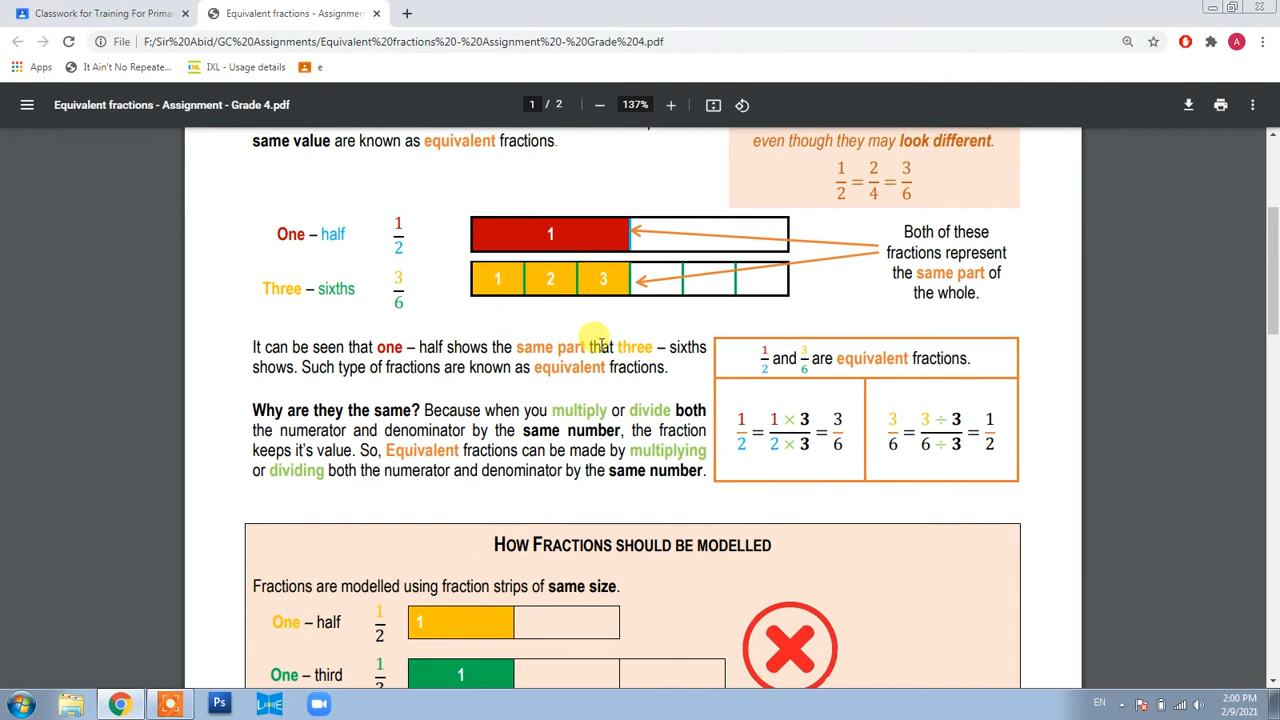 Classwork for Training For Primar
Equivalent fractions - Assignmen
File
F:/Sir%20Abid/GC%20Assignments/Equivalent%20fractions%20-%20Assignment%20-%20Grade%204.pdf
A
Apps
It Ain't No Repeate...
IXL - Usage details
e
Equivalent fractions - Assignment - Grade 4.pdf
1 / 2
137%
same value are known as equivalent fractions.
even though they may look different.
1/2 = 2/4 = 3/6
One – half 1/2
1
Three – sixths 3/6
1 2 3
Both of these
fractions represent
the same part of
the whole.
It can be seen that one – half shows the same part that three – sixths
shows. Such type of fractions are known as equivalent fractions.
1/2 and 3/6 are equivalent fractions.
1/2 = 1 × 3/2 × 3 = 3/6
3/6 = 3 ÷ 3/6 ÷ 3 = 1/2
Why are they the same? Because when you multiply or divide both
the numerator and denominator by the same number, the fraction
keeps it's value. So, Equivalent fractions can be made by multiplying
or dividing both the numerator and denominator by the same number.
HOW FRACTIONS SHOULD BE MODELLED
Fractions are modelled using fraction strips of same size.
One – half 1/2
1
One – third
1
Ps
EN
2:00 PM
2/9/2021